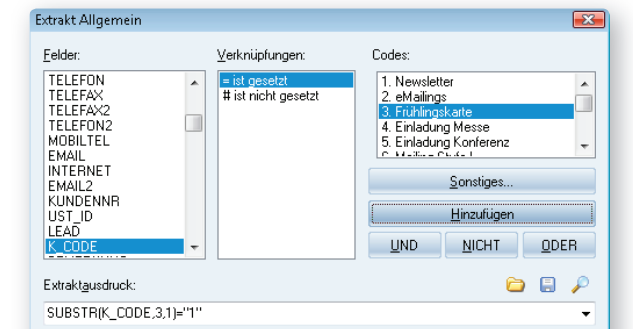 Extrakt Allgemein
Felder:
TELEFON
TELEFAX
TELEFAX2
TELEFON2
MOBILTEL
EMAIL
INTERNET
EMAIL2
KUNDENNR
UST_ID
LEAD
K_CODE
Verknüpfungen:
= ist gesetzt
# ist nicht gesetzt
Codes:
1. Newsletter
2. eMailings
3. Frühlingskarte
4. Einladung Messe
5. Einladung Konferenz
Sonstiges...
Hinzufügen
UND NICHT ODER
Extraktausdruck:
SUBSTR(K_CODE,3,1)="1"